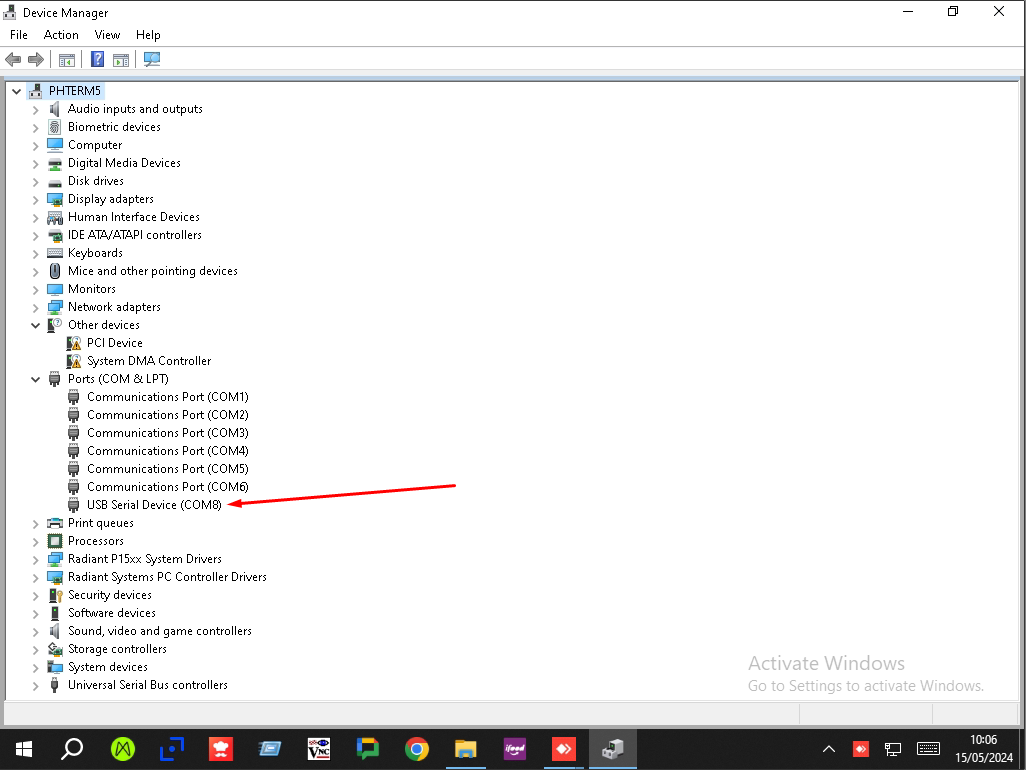 Device Manager
File Action View Help
PHTERM5
Audio inputs and outputs
Biometric devices
Computer
Digital Media Devices
Disk drives
Display adapters
Human Interface Devices
IDE ATA/ATAPI controllers
Keyboards
Mice and other pointing devices
Monitors
Network adapters
Other devices
PCI Device
System DMA Controller
Ports (COM & LPT)
Communications Port (COM1)
Communications Port (COM2)
Communications Port (COM3)
Communications Port (COM4)
Communications Port (COM5)
Communications Port (COM6)
USB Serial Device (COM8)
Print queues
Processors
Radiant P15xx System Drivers
Radiant Systems PC Controller Drivers
Security devices
Software devices
Sound, video and game controllers
Storage controllers
System devices
Universal Serial Bus controllers
Activate Windows
Go to Settings to activate Windows.
VNC
ifood
10:06
15/05/2024